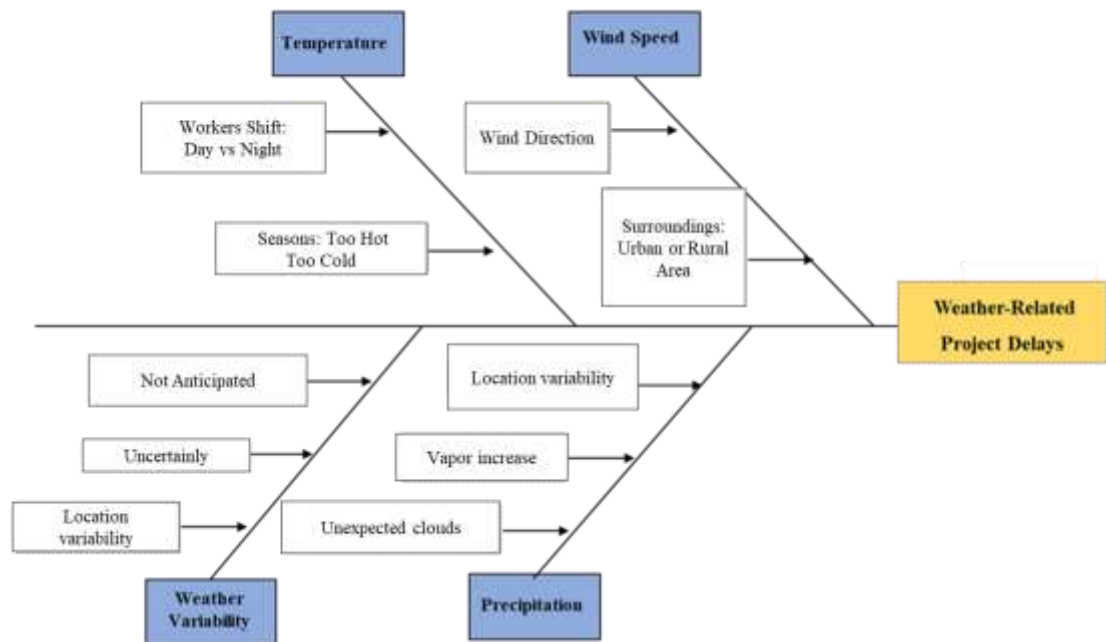 Temperature
Wind Speed
Workers Shift:
Day vs Night
Wind Direction
Seasons: Too Hot
Too Cold
Surroundings:
Urban or Rural
Area
Weather-Related
Project Delays
Not Anticipated
Location variability
Uncertainly
Vapor increase
Location
variability
Unexpected clouds
Weather
Variability
Precipitation